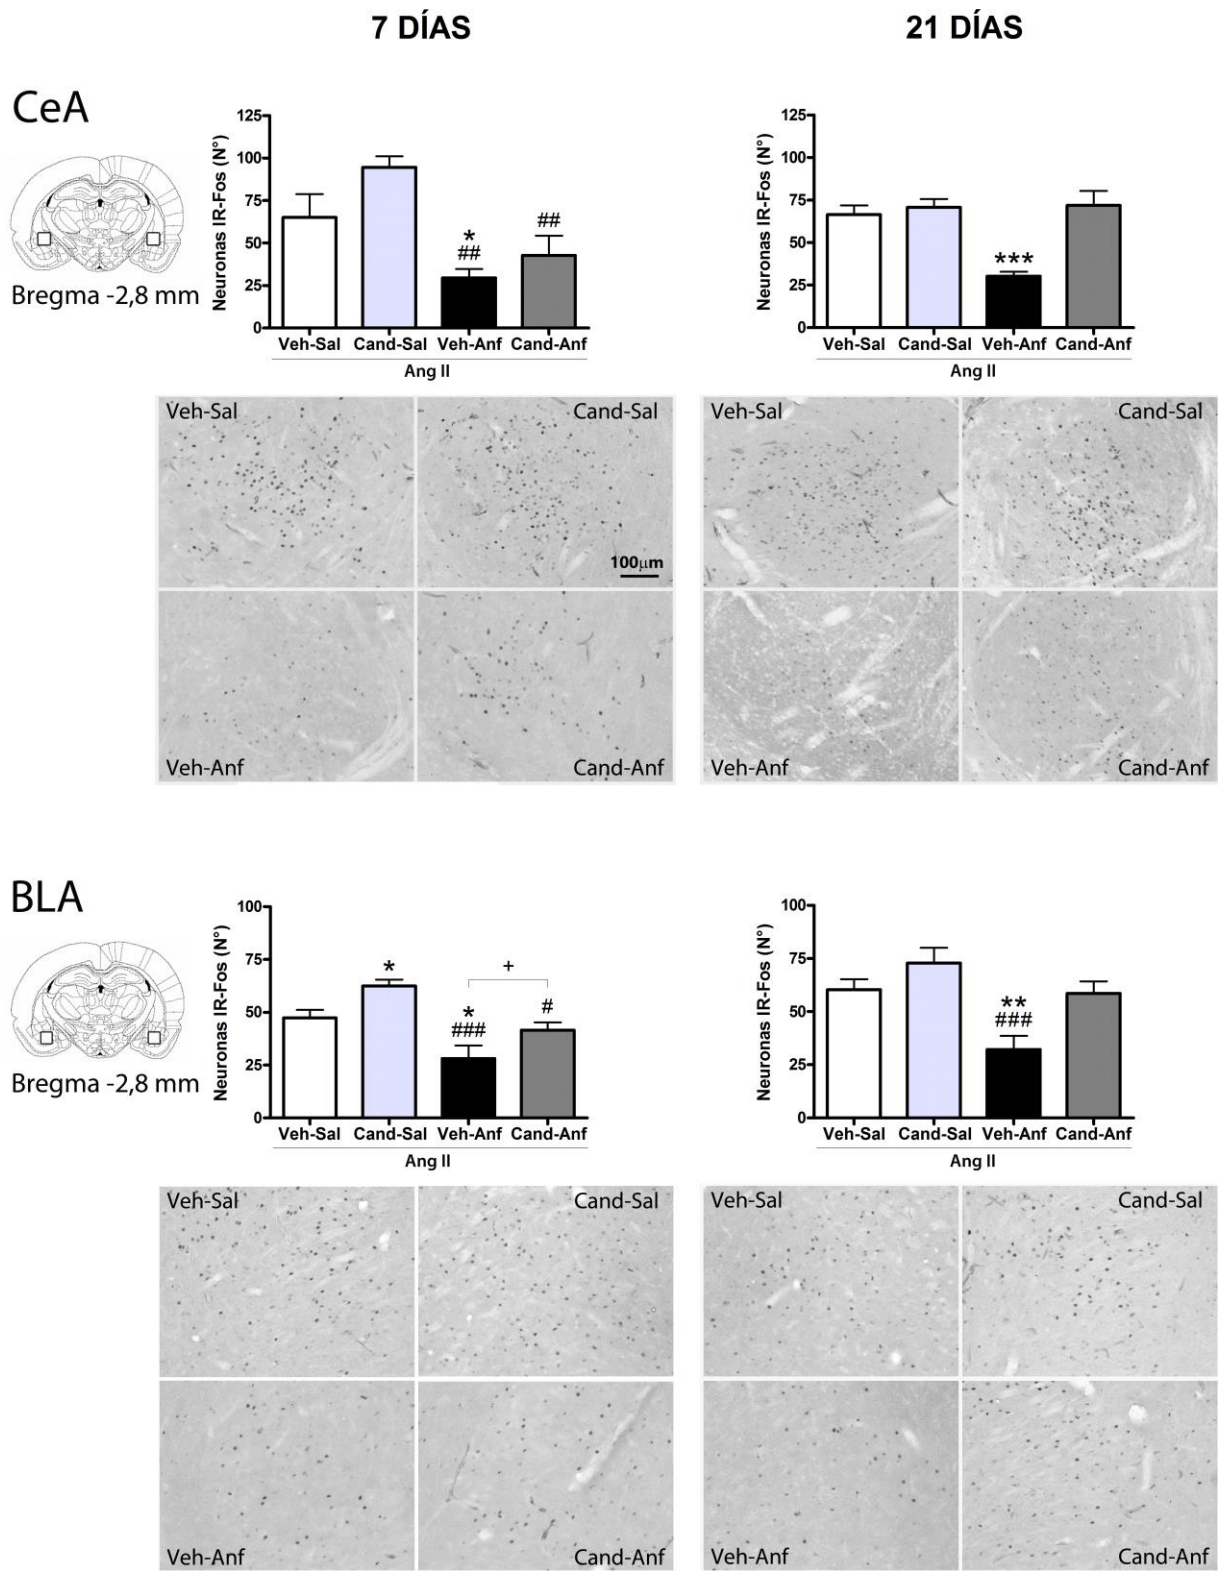 7 DÍAS
21 DÍAS
CeA
Bregma -2,8 mm
Neuronas IR-Fos (N°)
125
100
75
50
25
0
*
##
##
Veh-Sal Cand-Sal Veh-Anf Cand-Anf
Ang II
Neuronas IR-Fos (N°)
125
100
75
50
25
0
***
Veh-Sal Cand-Sal Veh-Anf Cand-Anf
Ang II
Veh-Sal Cand-Sal
100µm
Veh-Anf Cand-Anf
Veh-Sal Cand-Sal
Veh-Anf Cand-Anf
BLA
Bregma -2,8 mm
Neuronas IR-Fos (N°)
100
75
50
25
0
*
+
*
###
#
Veh-Sal Cand-Sal Veh-Anf Cand-Anf
Ang II
Neuronas IR-Fos (N°)
100
75
50
25
0
**
###
Veh-Sal Cand-Sal Veh-Anf Cand-Anf
Ang II
Veh-Sal Cand-Sal
Veh-Anf Cand-Anf
Veh-Sal Cand-Sal
Veh-Anf Cand-Anf